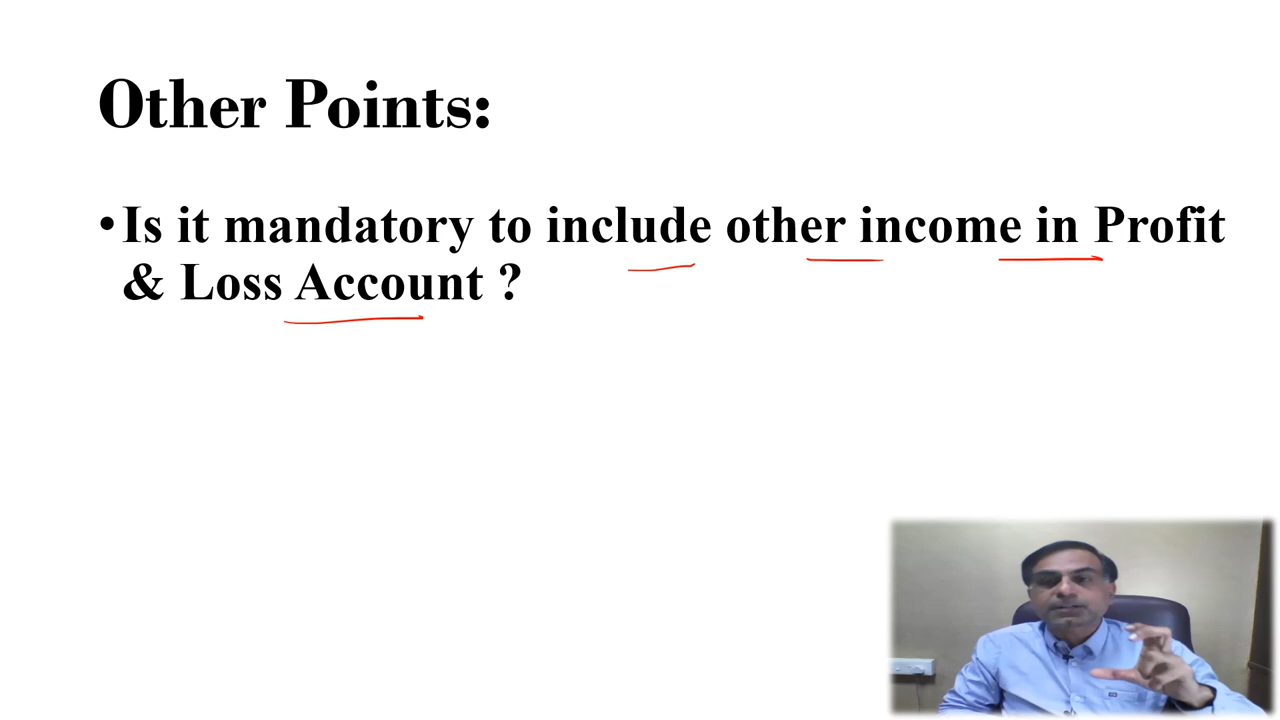 Other Points:
•Is it mandatory to include other income in Profit
& Loss Account ?